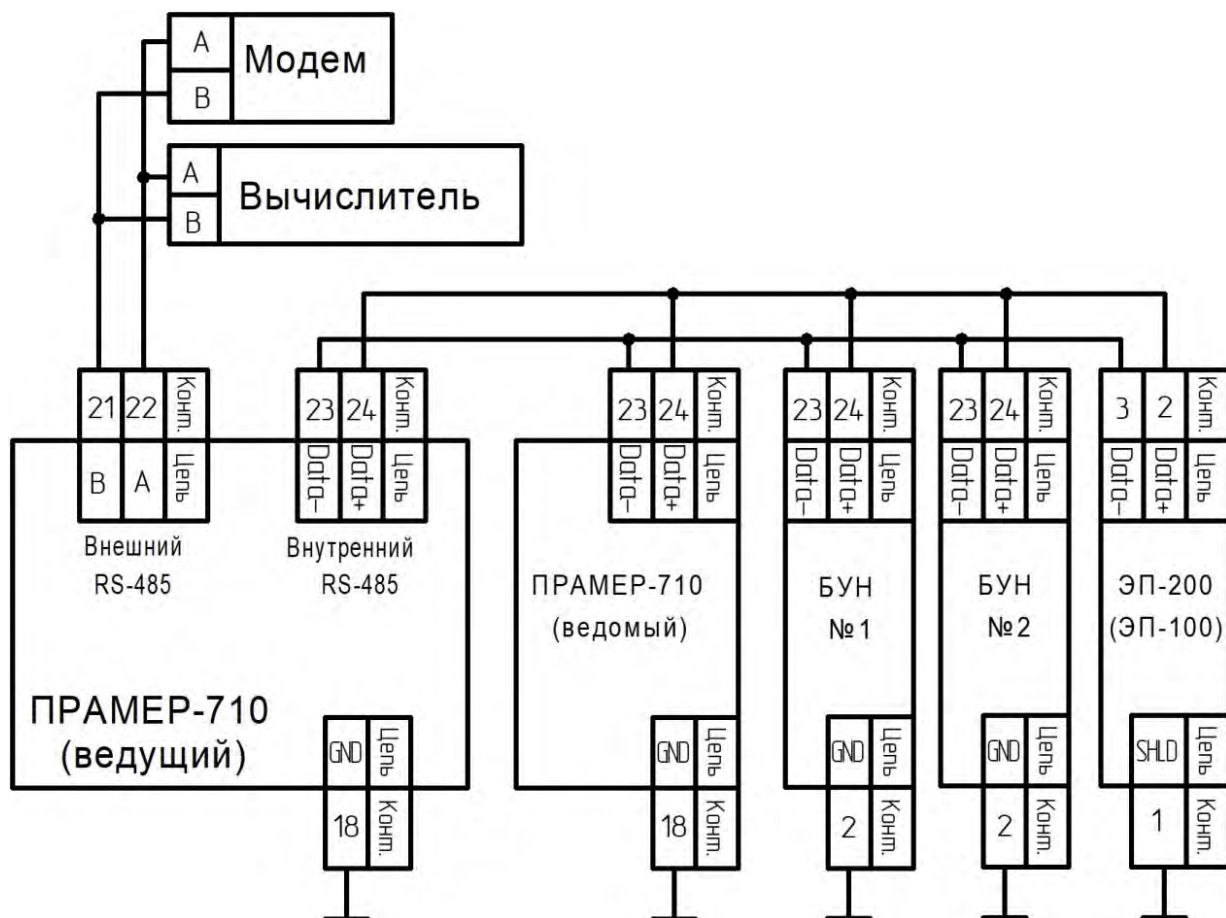 A
Модем
B
A
Вычислитель
B
21 22 Конт.
23 24 Конт.
23 24 Конт.
23 24 Конт.
23 24 Конт.
3 2 Конт.
B A Цепь
Data- Data+ Цепь
Data- Data+ Цепь
Data- Data+ Цепь
Data- Data+ Цепь
Data- Data+ Цепь
Внешний
RS-485
Внутренний
RS-485
ПРАМЕР-710
(ведомый)
БУН
№1
БУН
№2
ЭП-200
(ЭП-100)
ПРАМЕР-710
(ведущий)
GND Цепь
GND Цепь
GND Цепь
GND Цепь
SHLD Цепь
18 Конт.
18 Конт.
2 Конт.
2 Конт.
1 Конт.